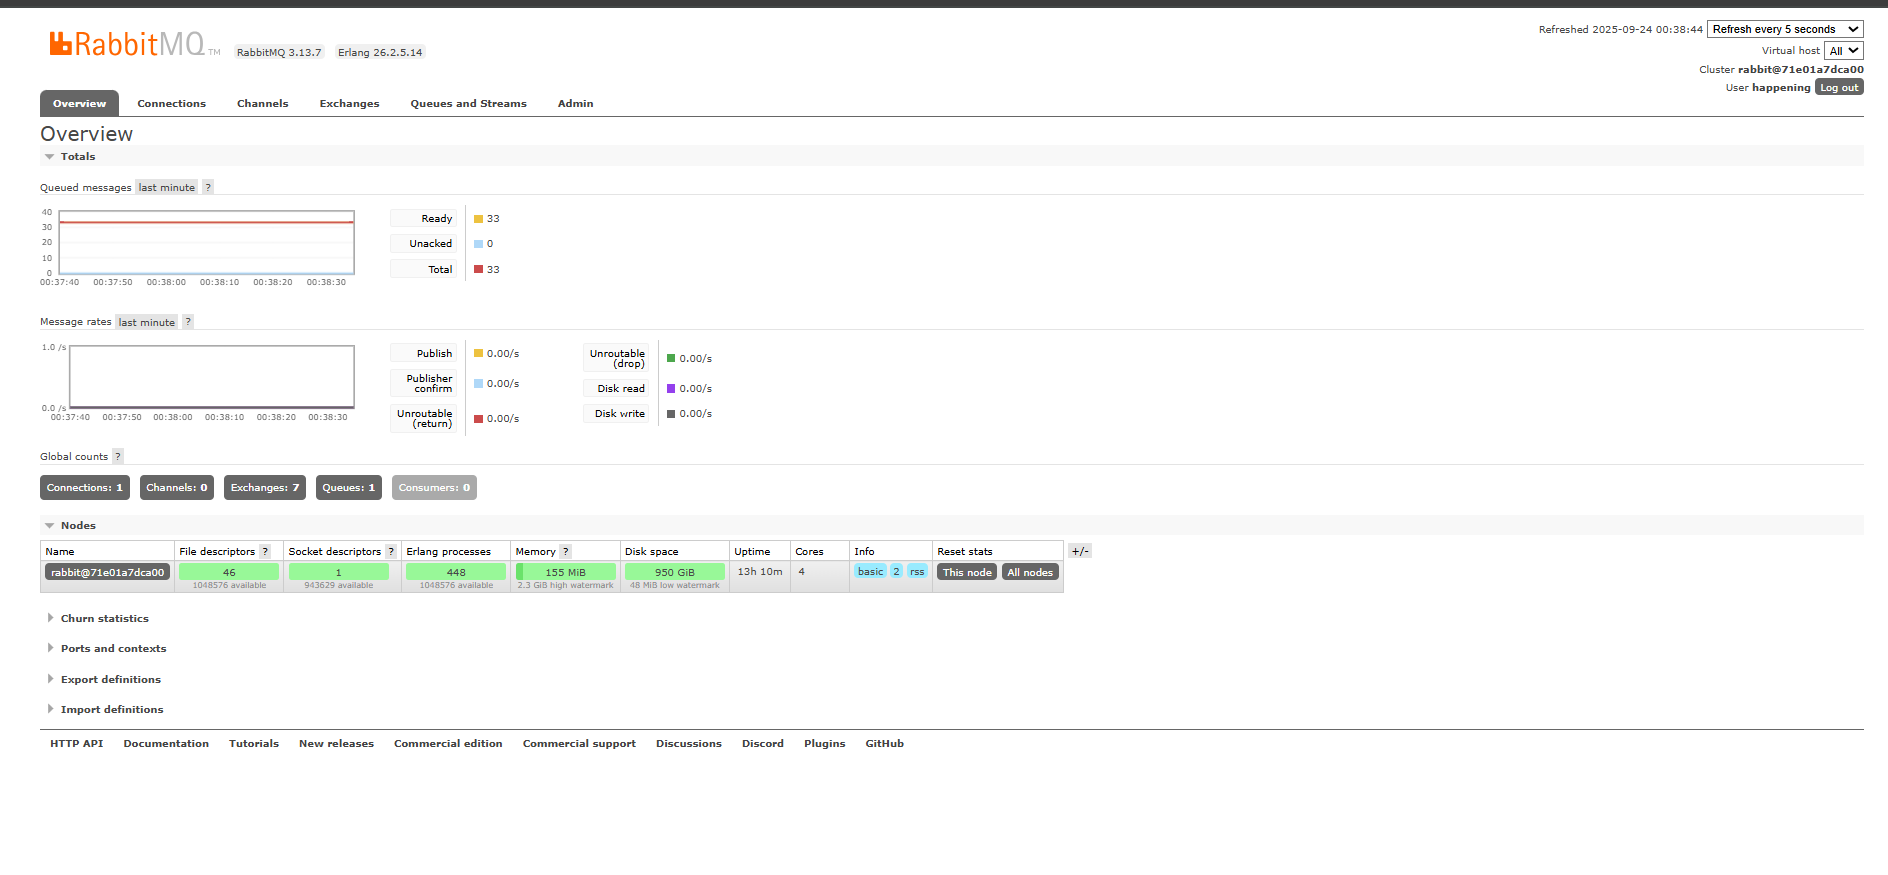 RabbitMQ TM RabbitMQ 3.13.7 Erlang 26.2.5.14
Refreshed 2025-09-24 00:38:44 Refresh every 5 seconds
Virtual host All
Cluster rabbit@71e01a7dca00
User happening Log out
Overview Connections Channels Exchanges Queues and Streams Admin
Overview
Totals
Queued messages last minute ?
40
30
20
10
0
00:37:40 00:37:50 00:38:00 00:38:10 00:38:20 00:38:30
Ready 33
Unacked 0
Total 33
Message rates last minute ?
1.0 /s
0.0 /s
00:37:40 00:37:50 00:38:00 00:38:10 00:38:20 00:38:30
Publish 0.00/s
Publisher
confirm 0.00/s
Unroutable
(return) 0.00/s
Unroutable
(drop) 0.00/s
Disk read 0.00/s
Disk write 0.00/s
Global counts ?
Connections: 1 Channels: 0 Exchanges: 7 Queues: 1 Consumers: 0
Nodes
Name File descriptors ? Socket descriptors ? Erlang processes Memory ? Disk space Uptime Cores Info Reset stats +/-
rabbit@71e01a7dca00 46 1 448 155 MiB 950 GiB 13h 10m 4 basic 2 rss This node All nodes
1048576 available 943629 available 1048576 available 2.3 GiB high watermark 48 MiB low watermark
Churn statistics
Ports and contexts
Export definitions
Import definitions
HTTP API Documentation Tutorials New releases Commercial edition Commercial support Discussions Discord Plugins GitHub